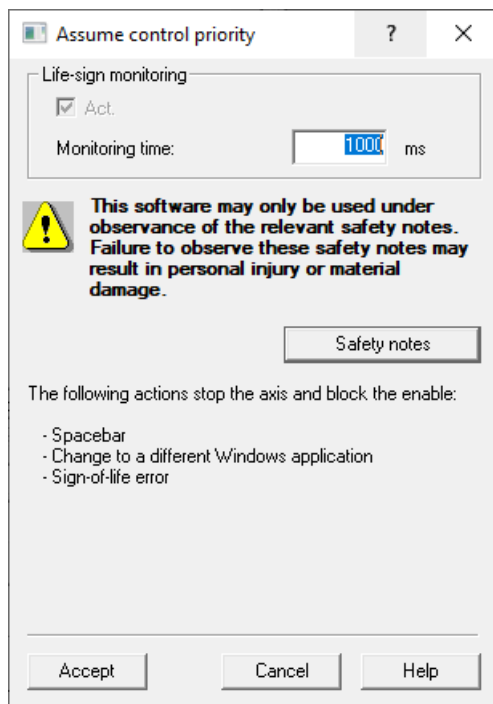 Assume control priority
Life-sign monitoring
Act.
Monitoring time: 1000 ms
This software may only be used under
observance of the relevant safety notes.
Failure to observe these safety notes may
result in personal injury or material
damage.
Safety notes
The following actions stop the axis and block the enable:
- Spacebar
- Change to a different Windows application
- Sign-of-life error
Accept Cancel Help